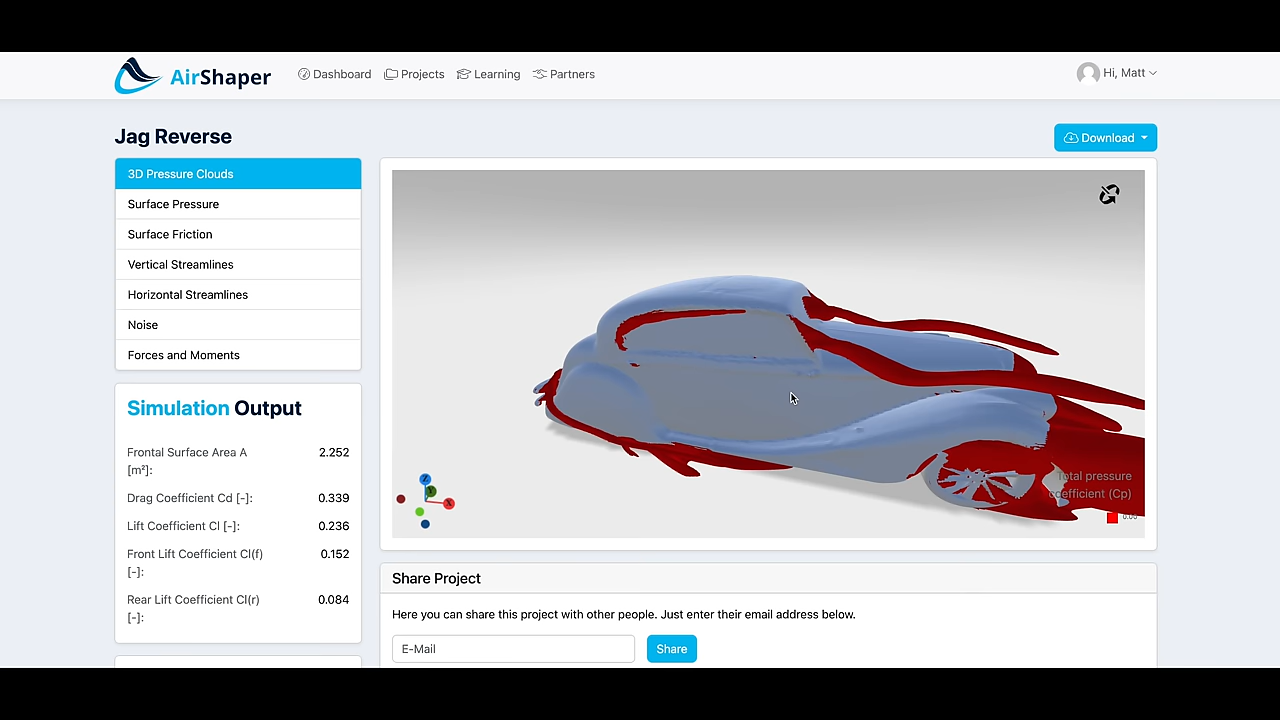 AirShaper
Dashboard
Projects
Learning
Partners
Hi, Matt
Jag Reverse
Download
3D Pressure Clouds
Surface Pressure
Surface Friction
Vertical Streamlines
Horizontal Streamlines
Noise
Forces and Moments
Simulation Output
Frontal Surface Area A
[m²]:
2.252
Drag Coefficient Cd [-]:
0.339
Lift Coefficient Cl [-]:
0.236
Front Lift Coefficient Cl(f)
[-]:
0.152
Rear Lift Coefficient Cl(r)
[-]:
0.084
Z
Y
X
Total pressure
coefficient (Cp)
0.00
Share Project
Here you can share this project with other people. Just enter their email address below.
E-Mail
Share